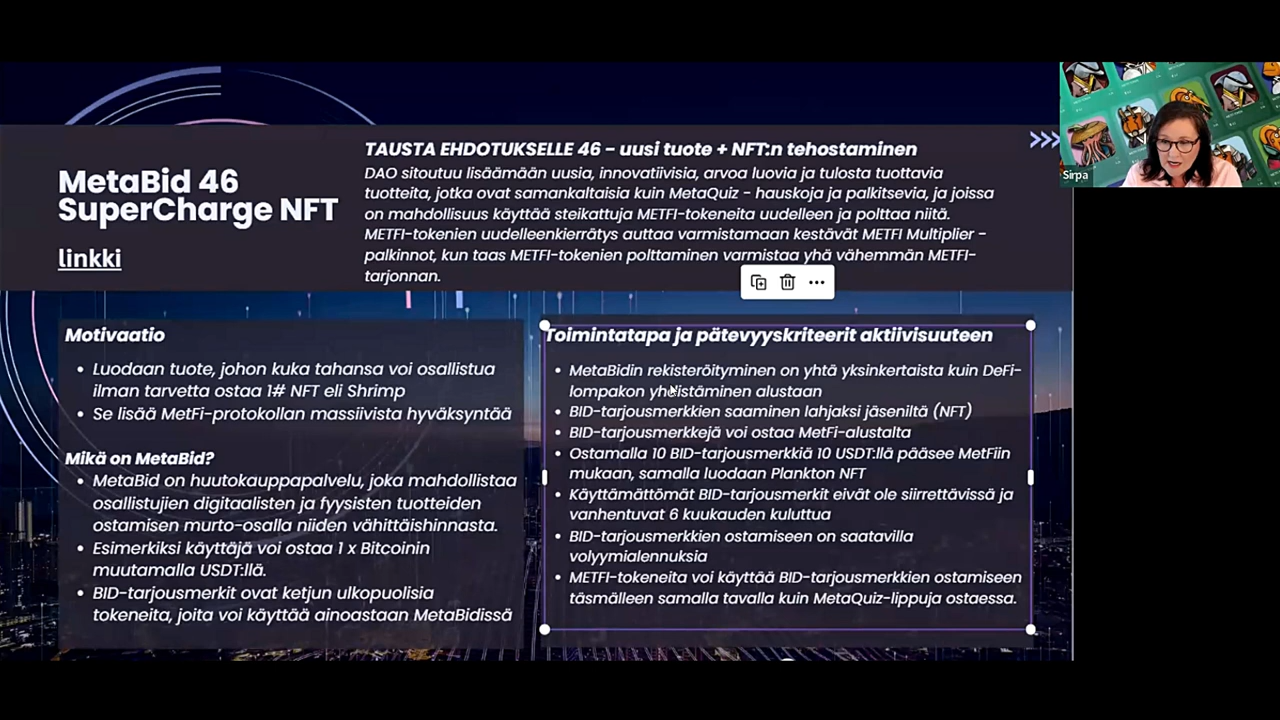 MetaBid 46
SuperCharge NFT
linkki
TAUSTA EHDOTUKSELLE 46 - uusi tuote + NFT:n tehostaminen
DAO sitoutuu lisäämään uusia, innovatiivisia, arvoa luovia ja tulosta tuottavia
tuotteita, jotka ovat samankaltaisia kuin MetaQuiz - hauskoja ja palkitsevia, ja joissa
on mahdollisuus käyttää steikattuja METFI-tokeneita uudelleen ja polttaa niitä.
METFI-tokenien uudelleenkierrätys auttaa varmistamaan kestävät METFI Multiplier -
palkinnot, kun taas METFI-tokenien polttaminen varmistaa yhä vähemmän METFI-
tarjonnan.
>>>
Sirpa
Motivaatio
• Luodaan tuote, johon kuka tahansa voi osallistua
ilman tarvetta ostaa 1# NFT eli Shrimp
• Se lisää MetFi-protokollan massiivista hyväksyntää
Mikä on MetaBid?
• MetaBid on huutokauppapalvelu, joka mahdollistaa
osallistujien digitaalisten ja fyysisten tuotteiden
ostamisen murto-osalla niiden vähittäishinnasta.
• Esimerkiksi käyttäjä voi ostaa 1 x Bitcoinin
muutamalla USDT:llä.
• BID-tarjousmerkit ovat ketjun ulkopuolisia
tokeneita, joita voi käyttää ainoastaan MetaBidissä
Toimintatapa ja pätevyyskriteerit aktiivisuuteen
• MetaBidin rekisteröityminen on yhtä yksinkertaista kuin DeFi-
lompakon yhdistäminen alustaan
• BID-tarjousmerkkien saaminen lahjaksi jäseniltä (NFT)
• BID-tarjousmerkkejä voi ostaa MetFi-alustalta
• Ostamalla 10 BID-tarjousmerkkiä 10 USDT:llä pääsee MetFiin
mukaan, samalla luodaan Plankton NFT
• Käyttämättömät BID-tarjousmerkit eivät ole siirrettävissä ja
vanhentuvat 6 kuukauden kuluttua
• BID-tarjousmerkkien ostamiseen on saatavilla
volyymialennuksia
• METFI-tokeneita voi käyttää BID-tarjousmerkkien ostamiseen
täsmälleen samalla tavalla kuin MetaQuiz-lippuja ostaessa.